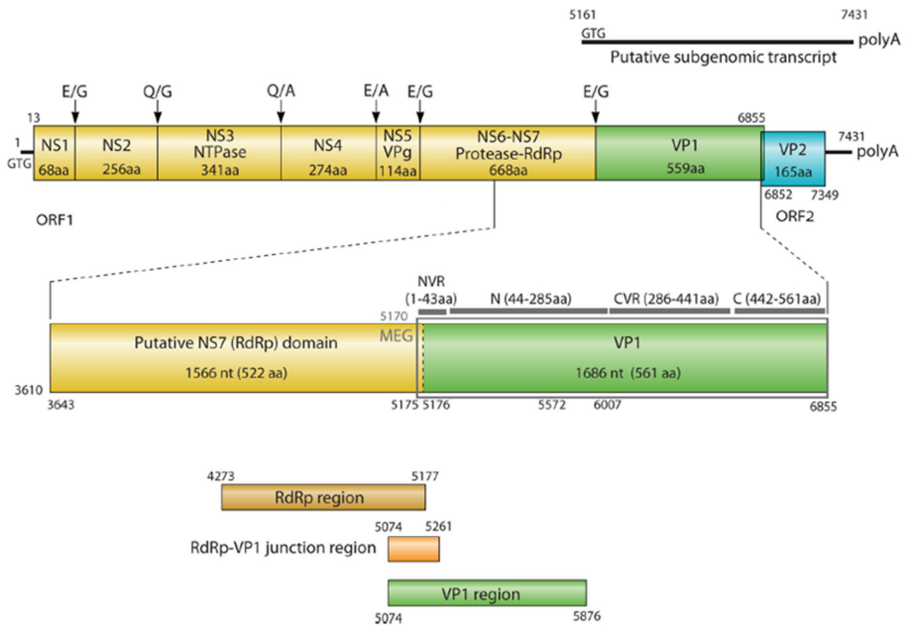 5161 7431
GTG
polyA
Putative subgenomic transcript
E/G Q/G Q/A E/A E/G E/G
13 6855
1 7431
GTG
NS1 NS2 NS3 NS4 NS5 NS6-NS7 VP1 VP2
NTPase VPg Protease-RdRp
polyA
68aa 256aa 341aa 274aa 114aa 668aa 559aa 165aa
6852 7349
ORF1 ORF2
NVR
(1-43aa) N (44-285aa) CVR (286-441aa) C (442-561aa)
5170
MEG
Putative NS7 (RdRp) domain VP1
1566 nt (522 aa) 1686 nt (561 aa)
3610
3643 5175 5176 5572 6007 6855
4273 5177
RdRp region
5074 5261
RdRp-VP1 junction region
VP1 region
5074 5876